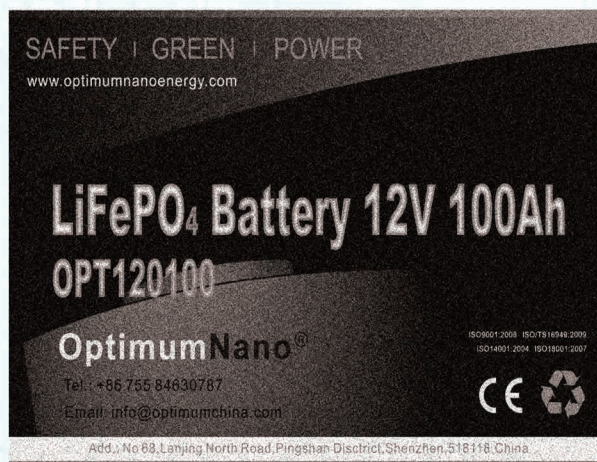 SAFETY | GREEN | POWER
www.optimumnanoenergy.com
LiFePO4 Battery 12V 100Ah
OPT120100
OptimumNano®
Tel.: +86 755 84630787
Email: info@optimumchina.com
ISO9001:2008 ISO/TS16949:2009
ISO14001:2004 ISO18001:2007
CE
Add.: No 68,Lanjing North Road,Pingshan Disctrict,Shenzhen,518118,China